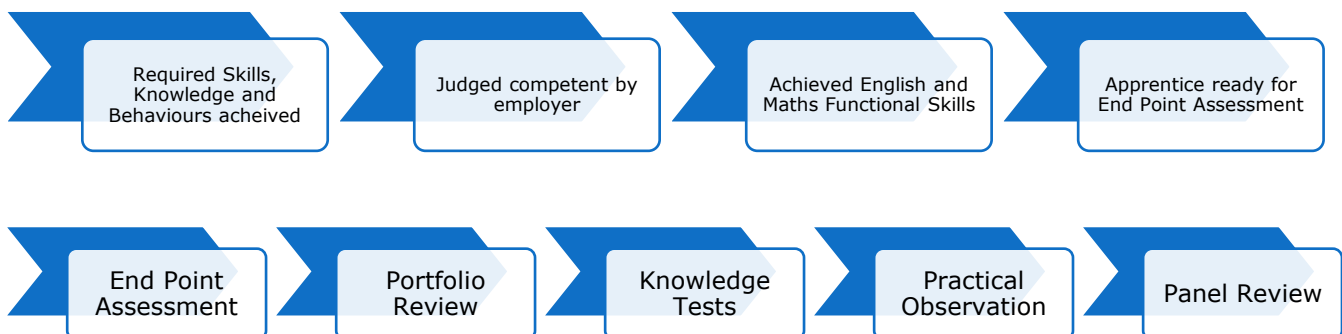 Required Skills,
Knowledge and
Behaviours acheived
Judged competent by
employer
Achieved English and
Maths Functional Skills
Apprentice ready for
End Point Assessment
End Point
Assessment
Portfolio
Review
Knowledge
Tests
Practical
Observation
Panel Review